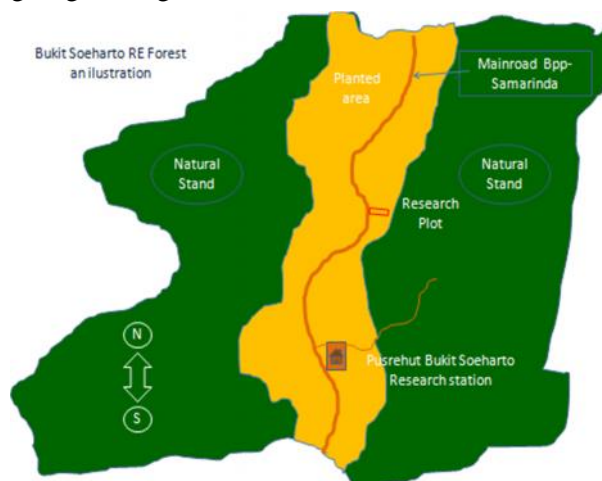 Bukit Soeharto RE Forest
an ilustration
Mainroad Bpp-
Samarinda
Planted
area
Natural
Stand
Natural
Stand
Research
Plot
N
S
Pusrehut Bukit Soeharto
Research station